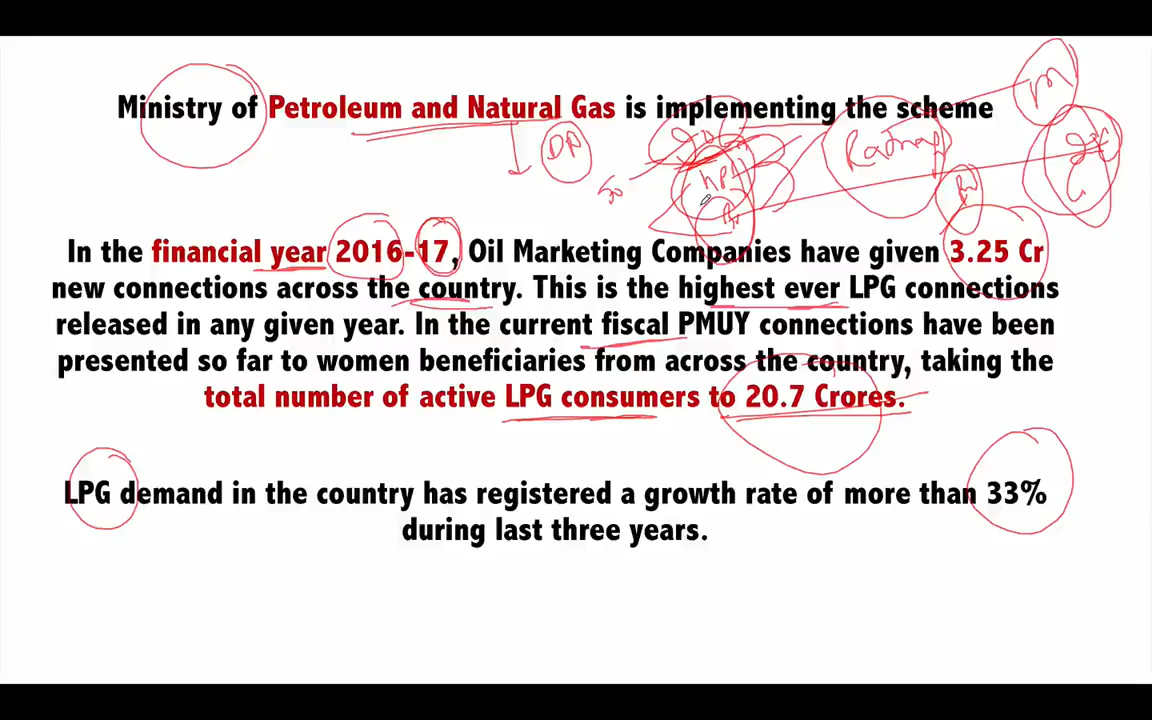 Ministry of Petroleum and Natural Gas is implementing the scheme
DP
Ratnagi
M
In the financial year 2016-17, Oil Marketing Companies have given 3.25 Cr
new connections across the country. This is the highest ever LPG connections
released in any given year. In the current fiscal PMUY connections have been
presented so far to women beneficiaries from across the country, taking the
total number of active LPG consumers to 20.7 Crores.
LPG demand in the country has registered a growth rate of more than 33%
during last three years.